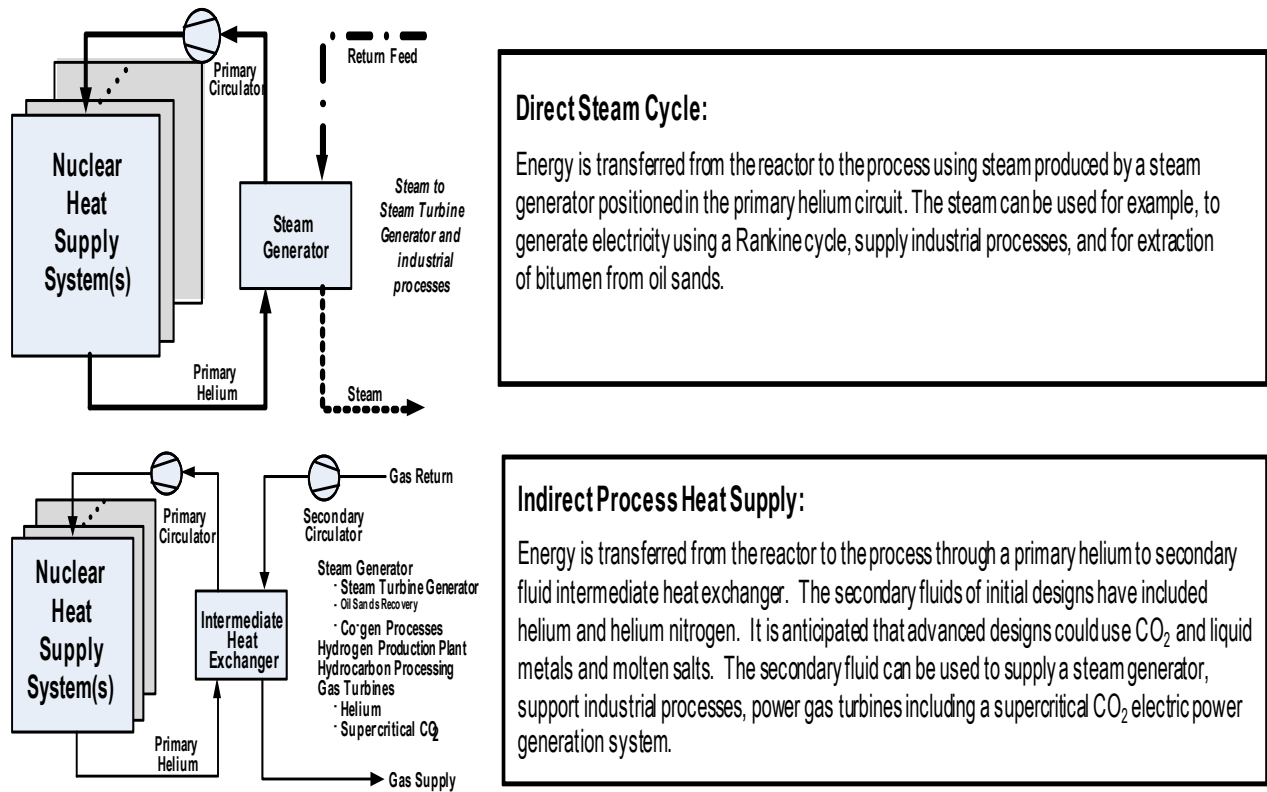 Primary
Circulator
Return Feed
Nuclear
Heat
Supply
System(s)
Steam
Generator
Steam to
Steam Turbine
Generator and
industrial
processes
Primary
Helium
Steam
Direct Steam Cycle:
Energy is transferred from the reactor to the process using steam produced by a steam
generator positioned in the primary helium circuit. The steam can be used for example, to
generate electricity using a Rankine cycle, supply industrial processes, and for extraction
of bitumen from oil sands.
Primary
Circulator
Gas Return
Secondary
Circulator
Nuclear
Heat
Supply
System(s)
Intermediate
Heat
Exchanger
Steam Generator
- Steam Turbine Generator
- Oil Sands Recovery
- Co-gen Processes
Hydrogen Production Plant
Hydrocarbon Processing
Gas Turbines
- Helium
- Supercritical CO2
Primary
Helium
Gas Supply
Indirect Process Heat Supply:
Energy is transferred from the reactor to the process through a primary helium to secondary
fluid intermediate heat exchanger. The secondary fluids of initial designs have included
helium and helium nitrogen. It is anticipated that advanced designs could use CO2 and liquid
metals and molten salts. The secondary fluid can be used to supply a steam generator,
support industrial processes, power gas turbines including a supercritical CO2 electric power
generation system.